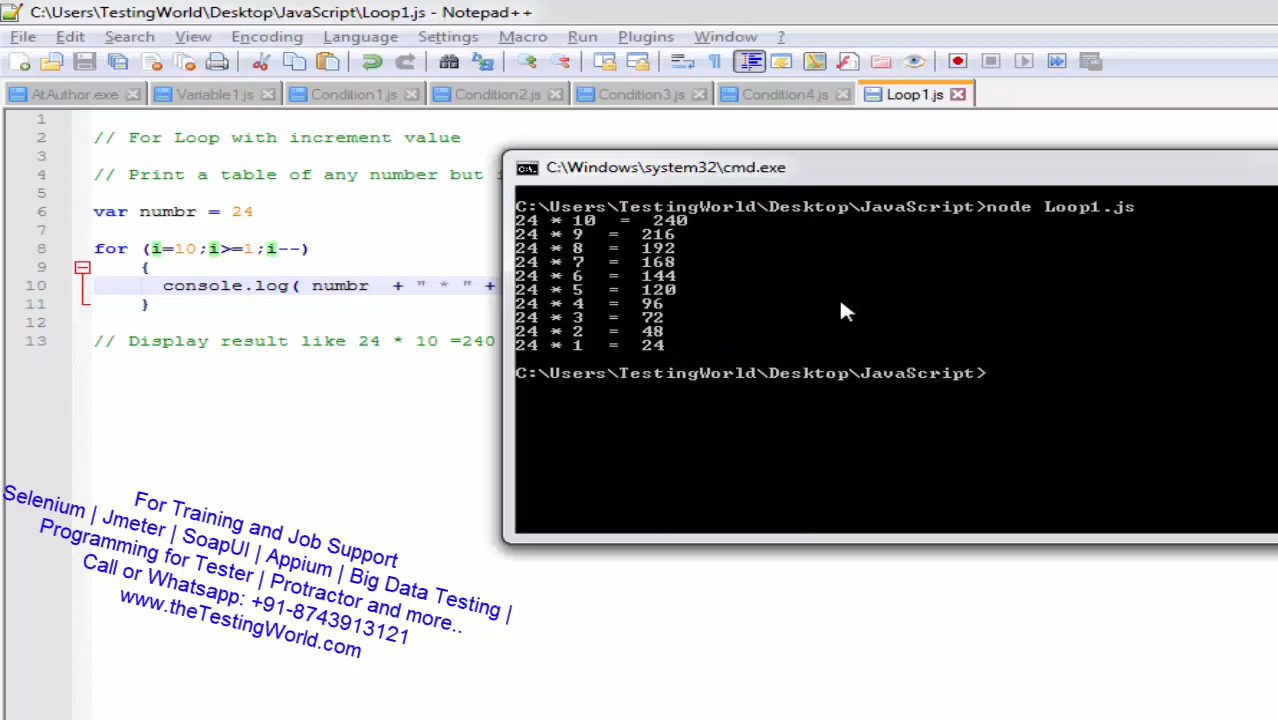 C:\Users\TestingWorld\Desktop\JavaScript\Loop1.js - Notepad++
File Edit Search View Encoding Language Settings Macro Run Plugins Window ?
AtAuthor.exe Variable1.js Condition1.js Condition2.js Condition3.js Condition4.js Loop1.js
1
2 // For Loop with increment value
3
4 // Print a table of any number but
5
6 var numbr = 24
7
8 for (i=10;i>=1;i--)
9 {
10 console.log( numbr + " * " +
11 }
12
13 // Display result like 24 * 10 =240
C:\Windows\system32\cmd.exe
C:\Users\TestingWorld\Desktop\JavaScript>node Loop1.js
24 * 10 = 240
24 * 9 = 216
24 * 8 = 192
24 * 7 = 168
24 * 6 = 144
24 * 5 = 120
24 * 4 = 96
24 * 3 = 72
24 * 2 = 48
24 * 1 = 24
C:\Users\TestingWorld\Desktop\JavaScript>
For Training and Job Support
Selenium | Jmeter | SoapUI | Appium | Big Data Testing |
Programming for Tester | Protractor and more..
Call or Whatsapp: +91-8743913121
www.theTestingWorld.com